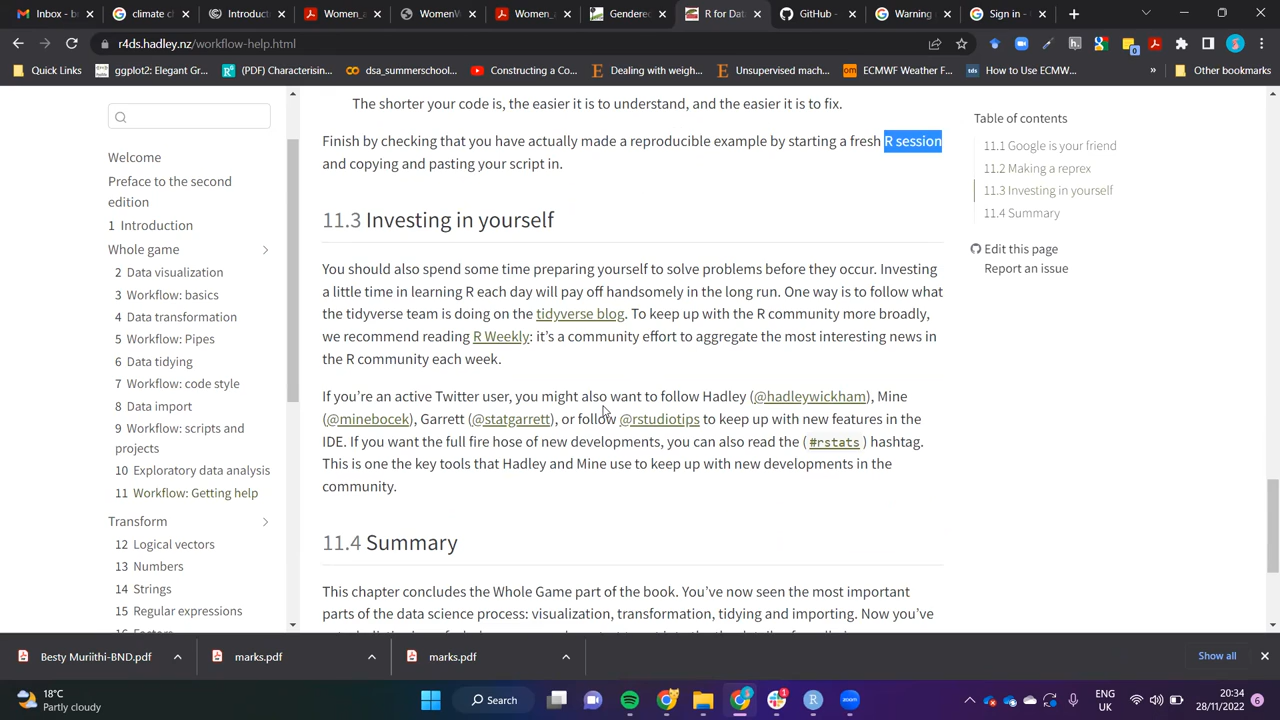 Inbox - b
climate cl
Introduct
Women_a
WomenW
Women_a
Gendered
R for Dat
GitHub -
Warning r
Sign in -
r4ds.hadley.nz/workflow-help.html
Quick Links
ggplot2: Elegant Gr...
(PDF) Characterisin...
dsa_summerschool...
Constructing a Co...
Dealing with weigh...
Unsupervised mach...
ECMWF Weather F...
How to Use ECMW...
»
Other bookmarks
Welcome
Preface to the second
edition
1 Introduction
Whole game
2 Data visualization
3 Workflow: basics
4 Data transformation
5 Workflow: Pipes
6 Data tidying
7 Workflow: code style
8 Data import
9 Workflow: scripts and
projects
10 Exploratory data analysis
11 Workflow: Getting help
Transform
12 Logical vectors
13 Numbers
14 Strings
15 Regular expressions
The shorter your code is, the easier it is to understand, and the easier it is to fix.
Finish by checking that you have actually made a reproducible example by starting a fresh R session
and copying and pasting your script in.
11.3 Investing in yourself
You should also spend some time preparing yourself to solve problems before they occur. Investing
a little time in learning R each day will pay off handsomely in the long run. One way is to follow what
the tidyverse team is doing on the tidyverse blog. To keep up with the R community more broadly,
we recommend reading R Weekly: it's a community effort to aggregate the most interesting news in
the R community each week.
If you're an active Twitter user, you might also want to follow Hadley (@hadleywickham), Mine
(@minebocek), Garrett (@statgarrett), or follow @rstudiotips to keep up with new features in the
IDE. If you want the full fire hose of new developments, you can also read the (#rstats) hashtag.
This is one the key tools that Hadley and Mine use to keep up with new developments in the
community.
11.4 Summary
This chapter concludes the Whole Game part of the book. You've now seen the most important
parts of the data science process: visualization, transformation, tidying and importing. Now you've
Table of contents
11.1 Google is your friend
11.2 Making a reprex
11.3 Investing in yourself
11.4 Summary
Edit this page
Report an issue
Besty Muriithi-BND.pdf
marks.pdf
marks.pdf
Show all
18°C
Partly cloudy
Search
ENG
UK
20:34
28/11/2022
6